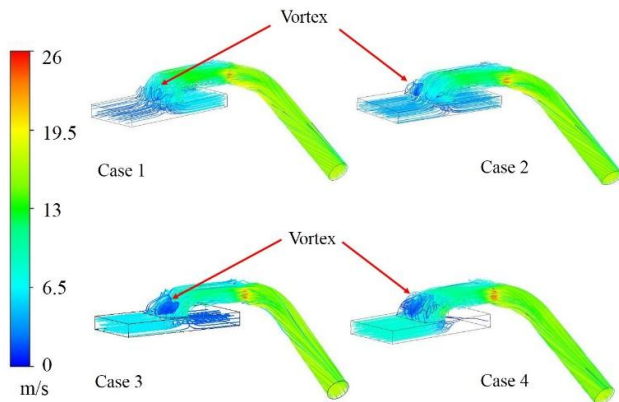 Vortex
26
19.5
13
6.5
0
m/s
Case 1
Case 2
Vortex
Case 3
Case 4